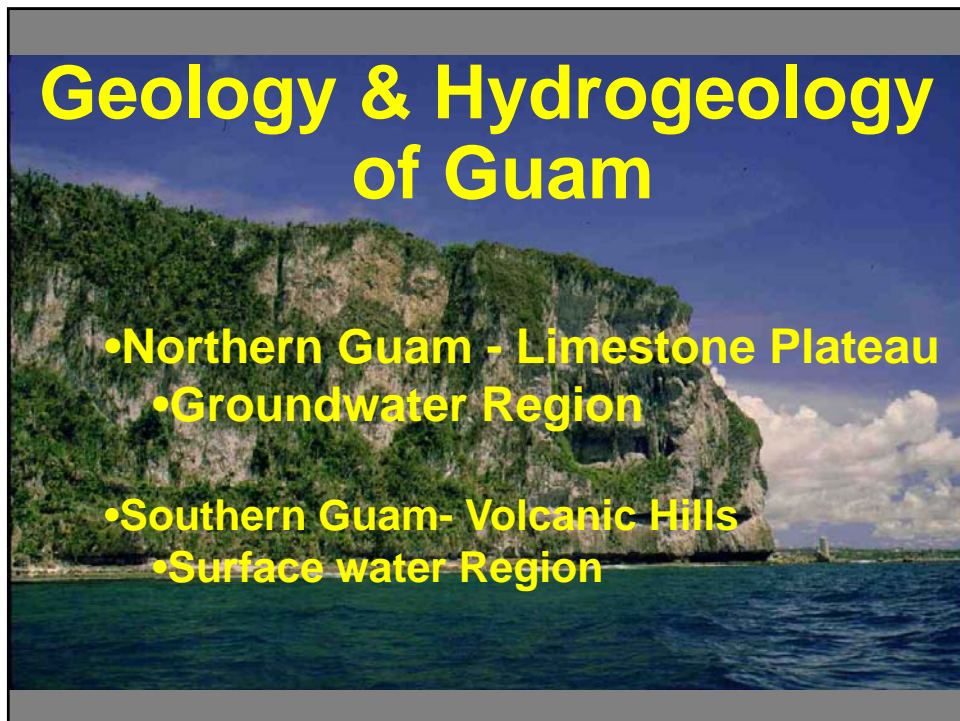 Geology & Hydrogeology
of Guam
•Northern Guam - Limestone Plateau
•Groundwater Region
•Southern Guam- Volcanic Hills
•Surface water Region